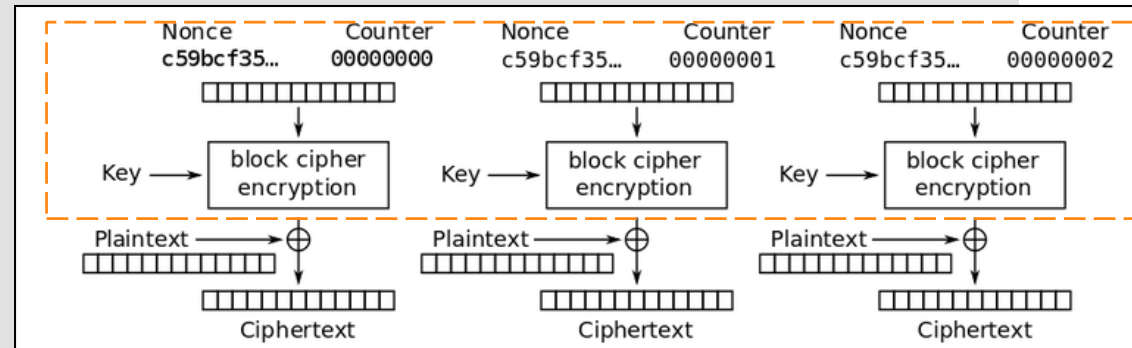 Nonce Counter Nonce Counter Nonce Counter
c59bcf35… 00000000 c59bcf35… 00000001 c59bcf35… 00000002
Key block cipher encryption Key block cipher encryption Key block cipher encryption
Plaintext Plaintext Plaintext
Ciphertext Ciphertext Ciphertext